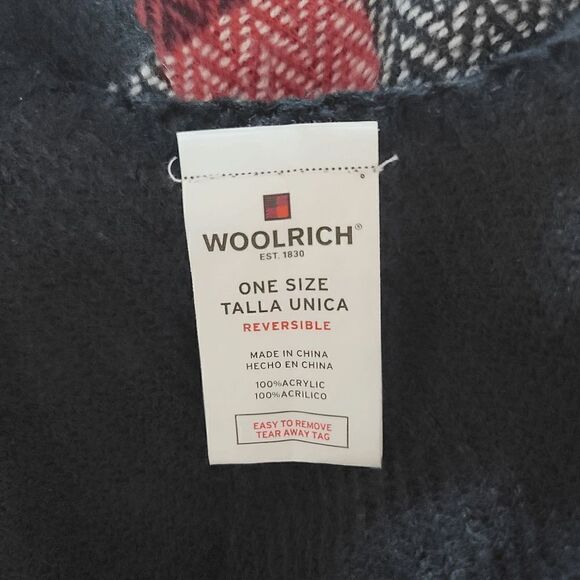 WOOLRICH®
EST. 1830
ONE SIZE
TALLA UNICA
REVERSIBLE
MADE IN CHINA
HECHO EN CHINA
100%ACRYLIC
100%ACRILICO
EASY TO REMOVE
TEAR AWAY TAG